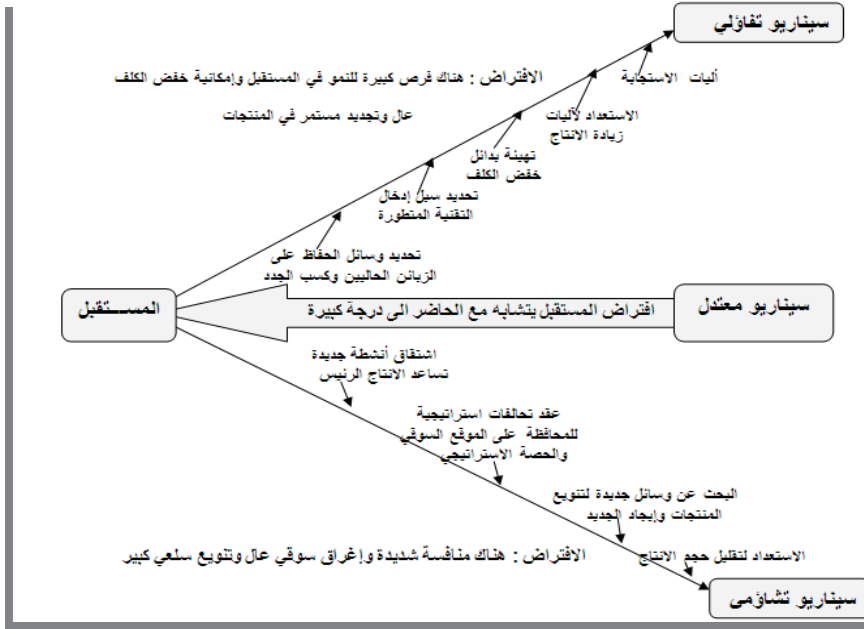 سيناريو تفاؤلي
أليات الاستجابة
الافتراض : هناك فرص كبيرة للنمو في المستقبل وإمكانية خفض الكلف
عال وتجديد مستمر في المنتجات
الاستعداد لآليات
زيادة الانتاج
تهيئة بدائل
خفض الكلف
تحديد سبل إدخال
التقنية المتطورة
تحديد وسائل الحفاظ على
الزبائن الحاليين وكسب الجدد
سيناريو معتدل
افتراض المستقبل يتشابه مع الحاضر الى درجة كبيرة
المســـتقبل
اشتقاق أنشطة جديدة
تساعد الانتاج الرئيس
عقد تحالفات استراتيجية
للمحافظة على الموقع السوقي
والحصة الاستراتيجي
البحث عن وسائل جديدة لتنويع
المنتجات وإيجاد الجديد
الاستعداد لتقليل حجم الانتاج
الافتراض : هناك منافسة شديدة وإغراق سوقي عال وتنويع سلعي كبير
سيناريو تشاؤمى